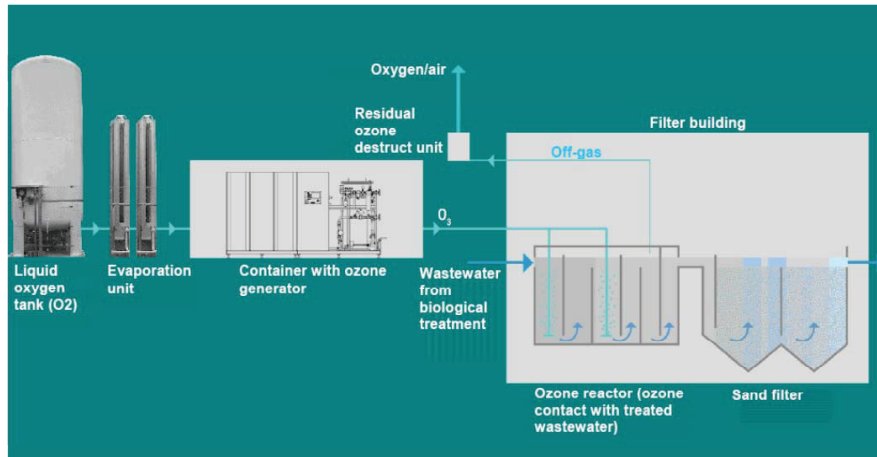 Oxygen/air
Residual
ozone
destruct unit
Filter building
Off-gas
O3
Liquid
oxygen
tank (O2)
Evaporation
unit
Container with ozone
generator
Wastewater
from
biological
treatment
Ozone reactor (ozone
contact with treated
wastewater)
Sand filter